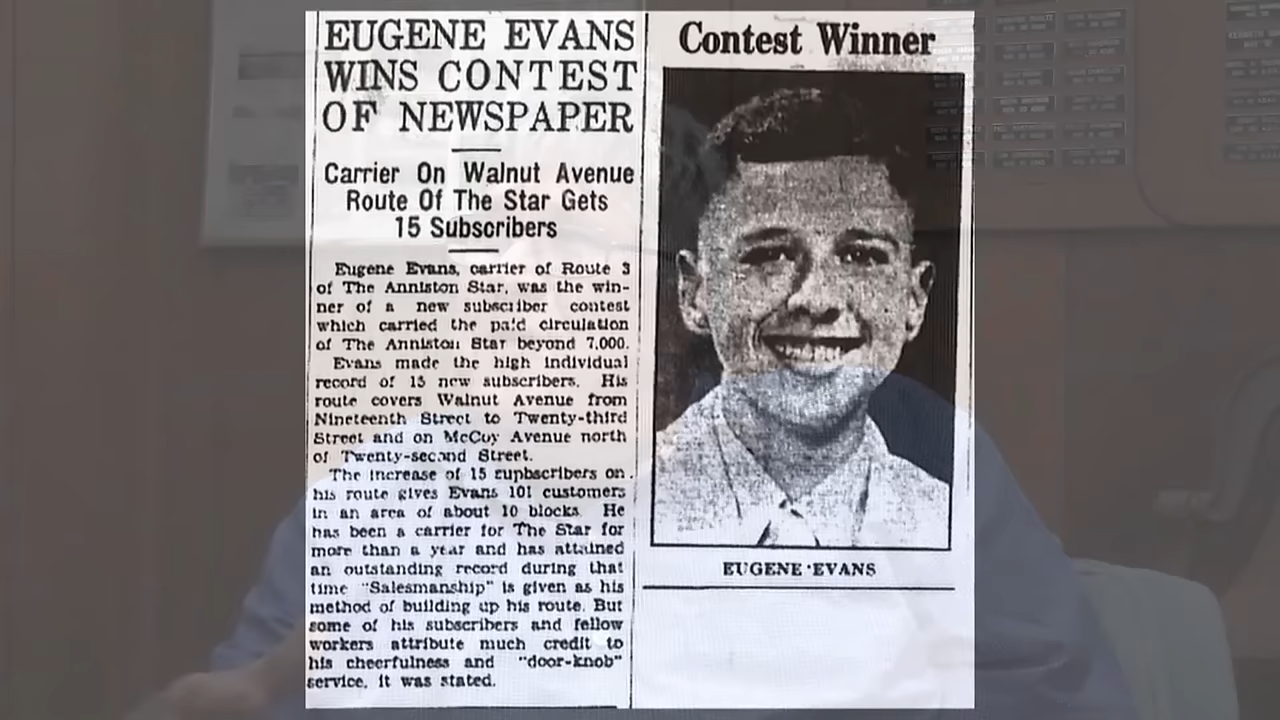 EUGENE EVANS
WINS CONTEST
OF NEWSPAPER
Carrier On Walnut Avenue
Route Of The Star Gets
15 Subscribers
Eugene Evans, carrier of Route 3
of The Anniston Star, was the win-
ner of a new subscriber contest
which carried the paid circulation
of The Anniston Star beyond 7,000.
Evans made the high individual
record of 15 new subscribers. His
route covers Walnut Avenue from
Nineteenth Street to Twenty-third
Street and on McCoy Avenue north
of Twenty-second Street.
The increase of 15 cupbscribers on
his route gives Evans 101 customers
in an area of about 10 blocks. He
has been a carrier for The Star for
more than a year and has attained
an outstanding record during that
time "Salesmanship" is given as his
method of building up his route. But
some of his subscribers and fellow
workers attribute much credit to
his cheerfulness and "door-knob"
service, it was stated.
Contest Winner
EUGENE EVANS